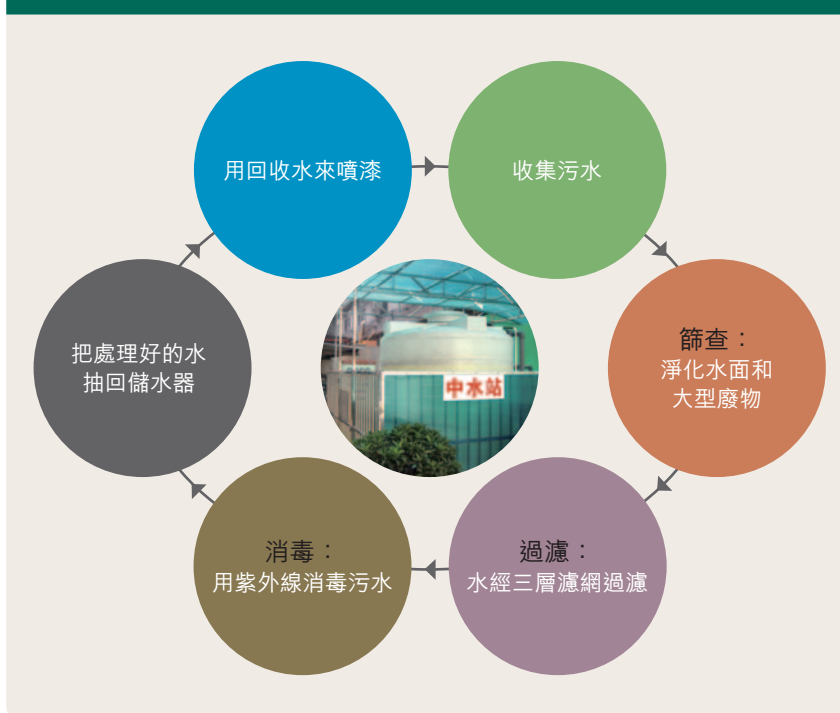 用回收水來噴漆
收集污水
篩查：
淨化水面和
大型廢物
過濾：
水經三層濾網過濾
消毒：
用紫外線消毒污水
把處理好的水
抽回儲水器
中水站